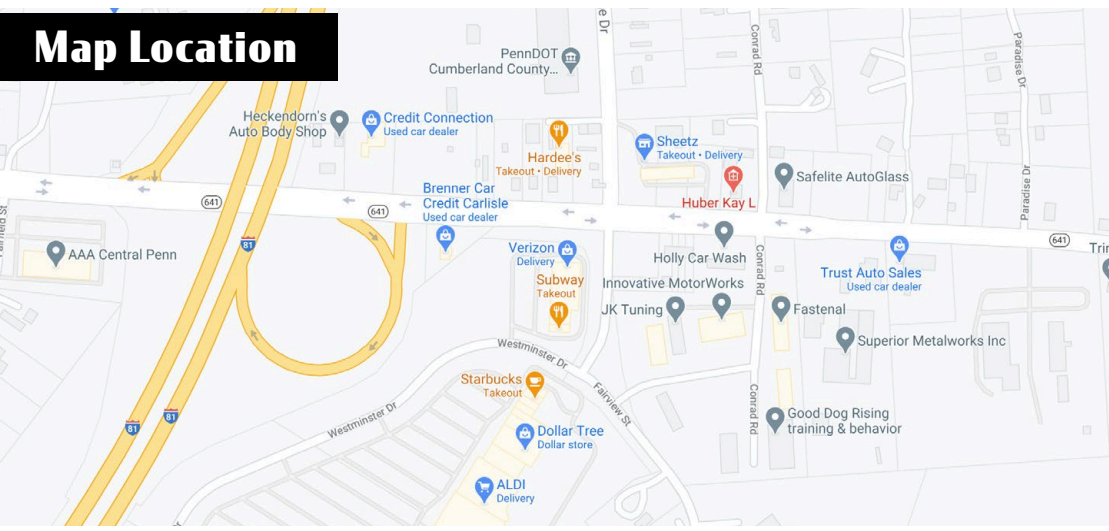 Map Location
PennDOT
Cumberland County...
e Dr
Conrad Rd
Paradise Dr
Heckendorn's
Auto Body Shop
Credit Connection
Used car dealer
Hardee's
Takeout • Delivery
Sheetz
Takeout • Delivery
Huber Kay L
Safelite AutoGlass
Paradise Dr
641
Brenner Car
Credit Carlisle
Used car dealer
641
641
81
AAA Central Penn
Verizon
Delivery
Subway
Takeout
Holly Car Wash
Conrad Rd
Trust Auto Sales
Used car dealer
Innovative MotorWorks
JK Tuning
Fastenal
Superior Metalworks Inc
Westminster Dr
Starbucks
Takeout
Fairview St
Westminster Dr
Conrad Rd
81
81
Good Dog Rising
training & behavior
Dollar Tree
Dollar store
ALDI
Delivery